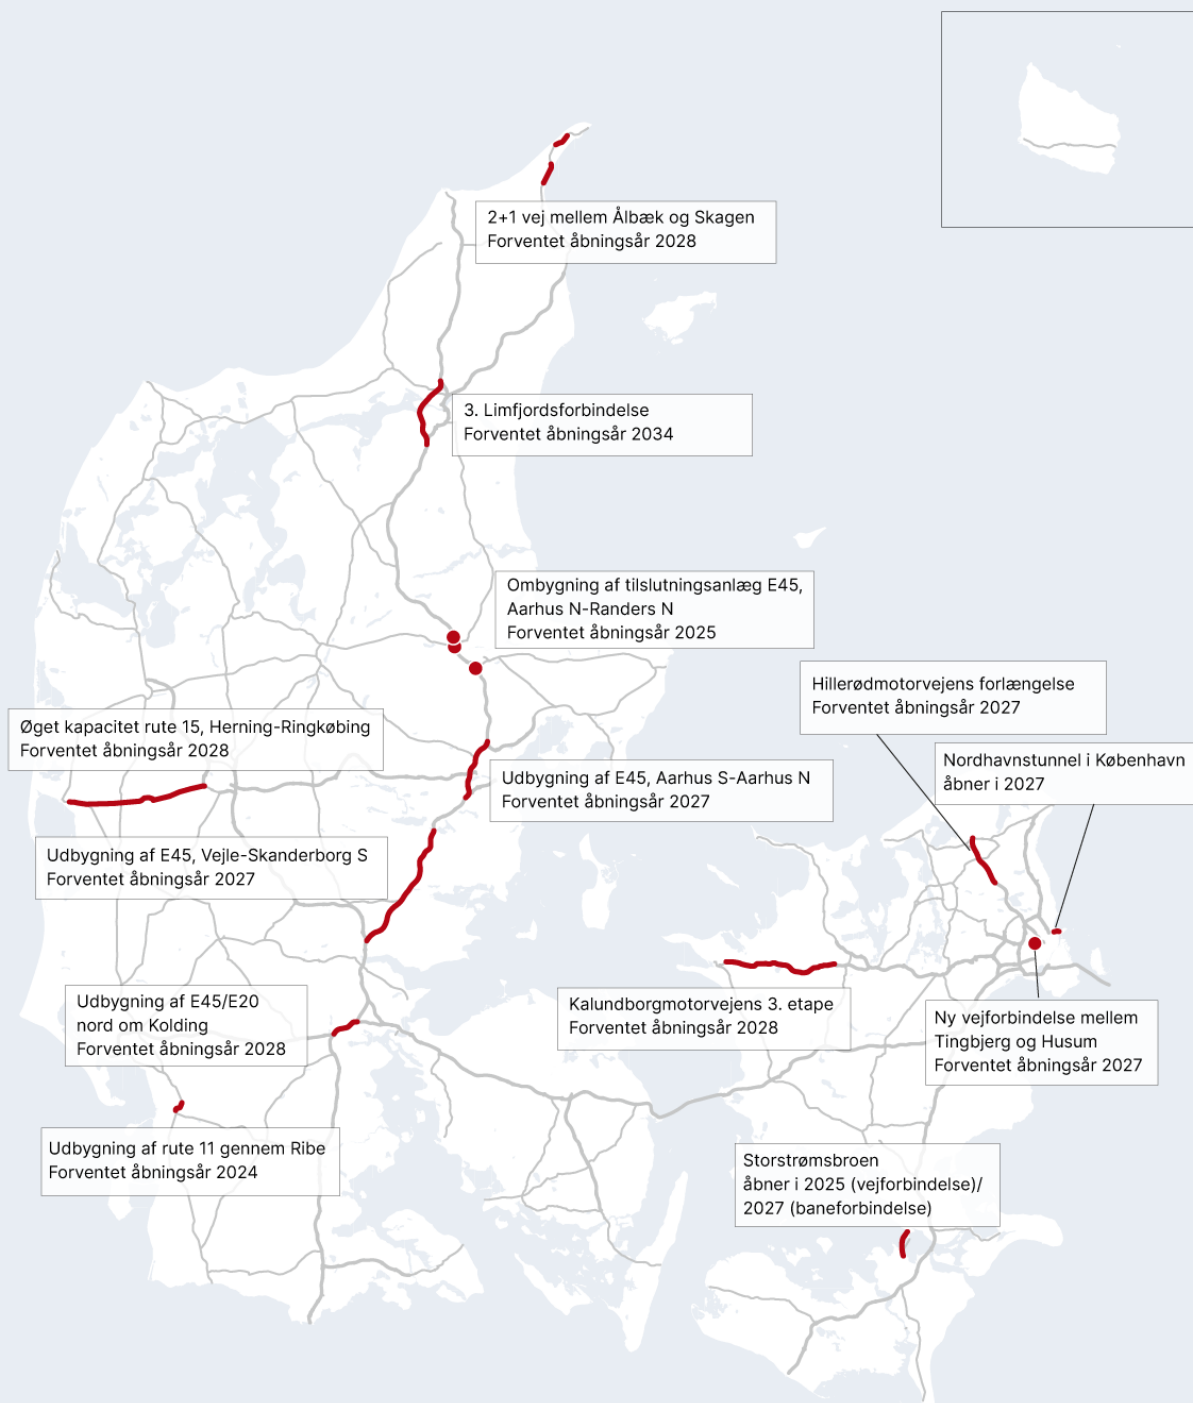 2+1 vej mellem Ålbæk og Skagen
Forventet åbningsår 2028
3. Limfjordsforbindelse
Forventet åbningsår 2034
Ombygning af tilslutningsanlæg E45,
Aarhus N-Randers N
Forventet åbningsår 2025
Hillerødmotorvejens forlængelse
Forventet åbningsår 2027
Øget kapacitet rute 15, Herning-Ringkøbing
Forventet åbningsår 2028
Nordhavnstunnel i København
åbner i 2027
Udbygning af E45, Aarhus S-Aarhus N
Forventet åbningsår 2027
Udbygning af E45, Vejle-Skanderborg S
Forventet åbningsår 2027
Udbygning af E45/E20
nord om Kolding
Forventet åbningsår 2028
Kalundborgmotorvejens 3. etape
Forventet åbningsår 2028
Ny vejforbindelse mellem
Tingbjerg og Husum
Forventet åbningsår 2027
Udbygning af rute 11 gennem Ribe
Forventet åbningsår 2024
Storstrømsbroen
åbner i 2025 (vejforbindelse)/
2027 (baneforbindelse)